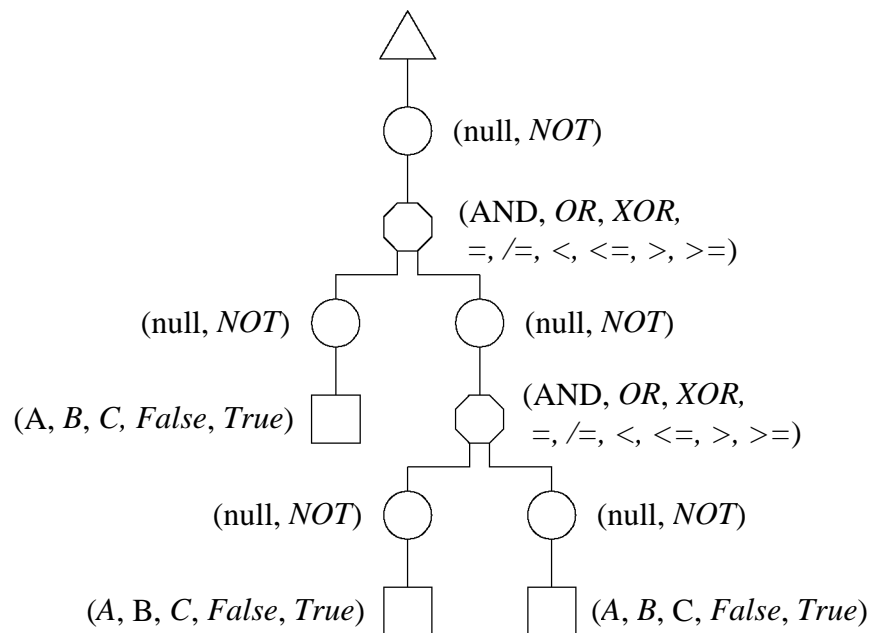 (null, NOT)
(AND, OR, XOR,
=, /=, <, <=, >, >=)
(null, NOT)
(null, NOT)
(A, B, C, False, True)
(AND, OR, XOR,
=, /=, <, <=, >, >=)
(null, NOT)
(null, NOT)
(A, B, C, False, True)
(A, B, C, False, True)